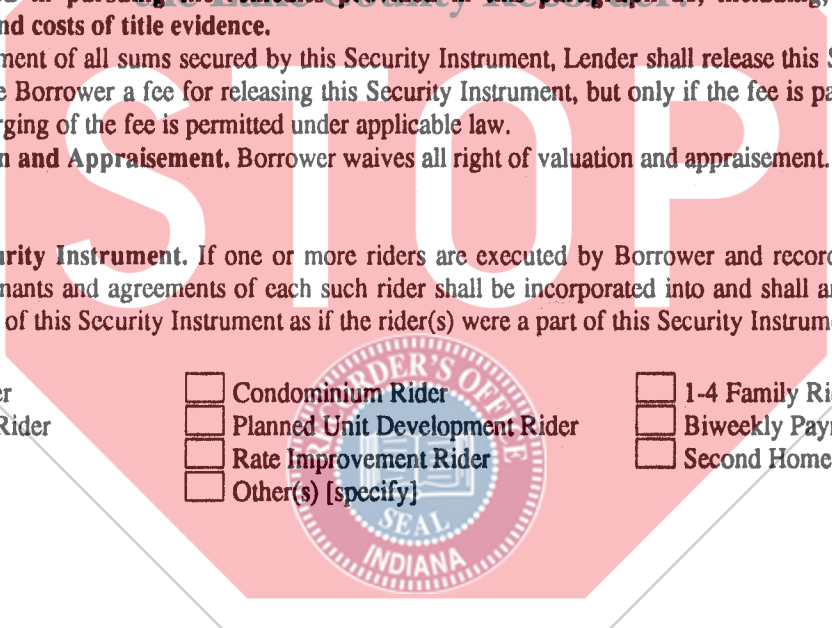 nd costs of title evidence.
ment of all sums secured by this Security Instrument, Lender shall release this S
e Borrower a fee for releasing this Security Instrument, but only if the fee is pa
rging of the fee is permitted under applicable law.
n and Appraisement. Borrower waives all right of valuation and appraisement.
STOP
urity Instrument. If one or more riders are executed by Borrower and record
nants and agreements of each such rider shall be incorporated into and shall a
of this Security Instrument as if the rider(s) were a part of this Security Instrum
er Condominium Rider 1-4 Family Ri
Rider Planned Unit Development Rider Biweekly Payn
Rate Improvement Rider Second Home
Other(s) [specify]
RECORDER'S OFFICE
SEAL
INDIANA